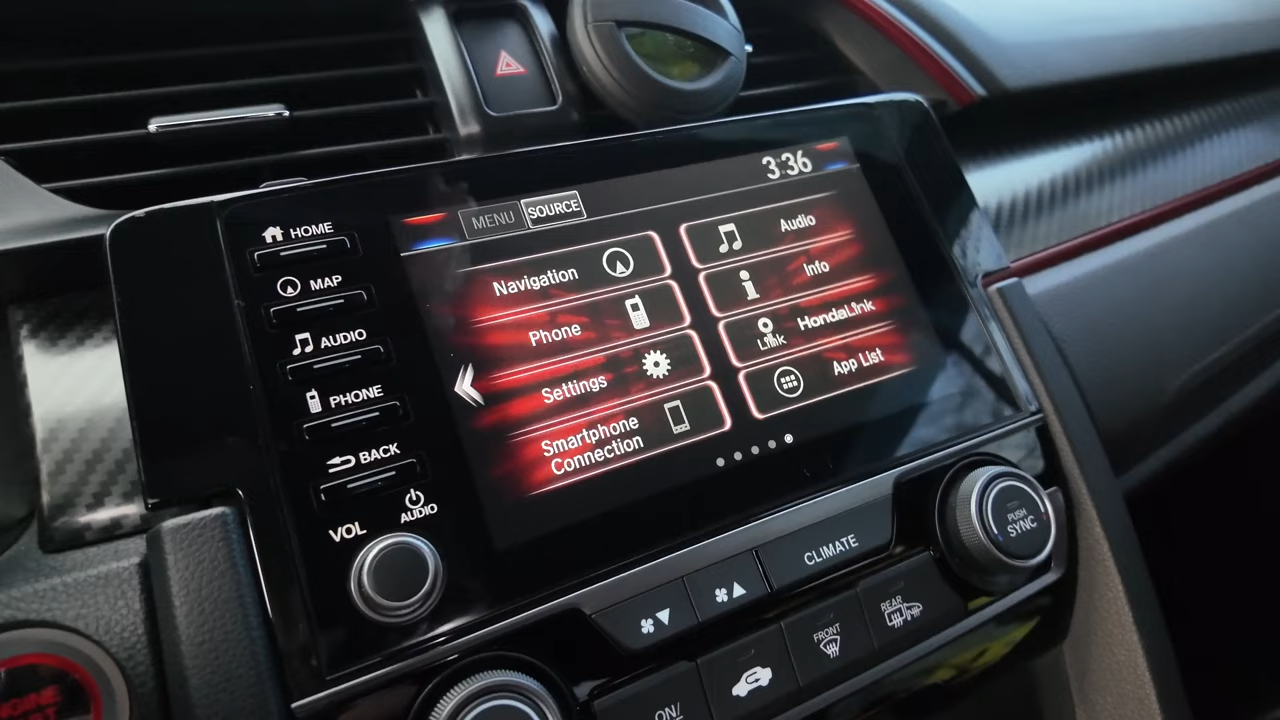 HOME
MAP
AUDIO
PHONE
BACK
VOL
AUDIO
3:36
MENU
SOURCE
Navigation
Phone
Settings
Smartphone
Connection
Audio
Info
HondaLink
Link
App List
CLIMATE
PUSH
SYNC
FRONT
REAR
ON/